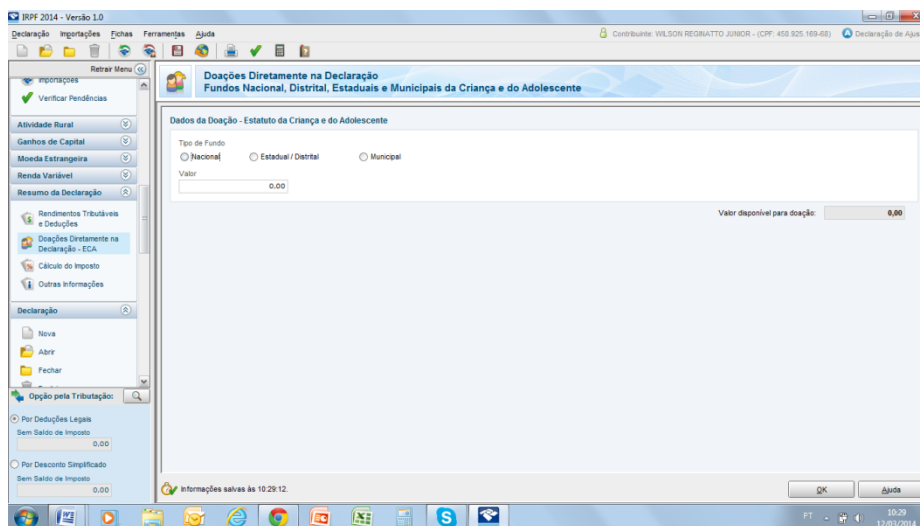 IRPF 2014 - Versão 1.0
Declaração Importações Fichas Ferramentas Ajuda
Contribuinte: WILSON REGINATTO JUNIOR - (CPF: 450.925.169-68) Declaração de Ajus
Retrair Menu
Importações
Verificar Pendências
Atividade Rural
Ganhos de Capital
Moeda Estrangeira
Renda Variável
Resumo da Declaração
Rendimentos Tributáveis
e Deduções
Doações Diretamente na
Declaração - ECA
Cálculo do Imposto
Outras Informações
Declaração
Nova
Abrir
Fechar
Opção pela Tributação:
Por Deduções Legais
Sem Saldo de Imposto
0,00
Por Desconto Simplificado
Sem Saldo de Imposto
0,00
Doações Diretamente na Declaração
Fundos Nacional, Distrital, Estaduais e Municipais da Criança e do Adolescente
Dados da Doação - Estatuto da Criança e do Adolescente
Tipo de Fundo
Nacional Estadual / Distrital Municipal
Valor
0,00
Valor disponível para doação: 0,00
Informações salvas às 10:29:12.
OK Ajuda
PT 10:29
12/03/2014